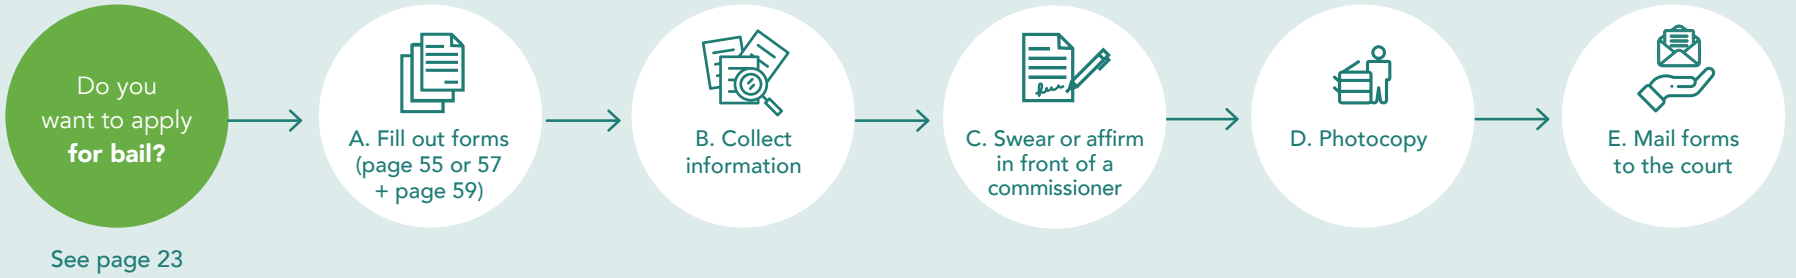 Do you
want to apply
for bail?
See page 23
A. Fill out forms
(page 55 or 57
+ page 59)
B. Collect
information
C. Swear or affirm
in front of a
commissioner
D. Photocopy
E. Mail forms
to the court